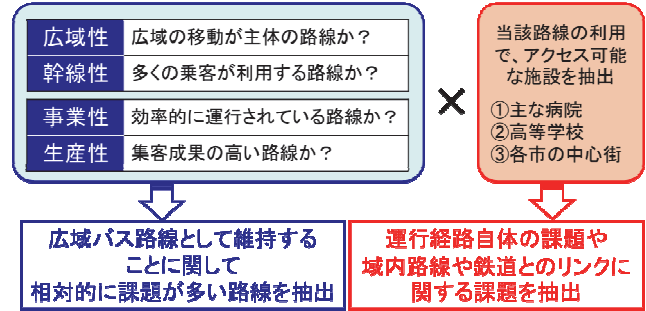 広域性 広域の移動が主体の路線か？
幹線性 多くの乗客が利用する路線か？
事業性 効率的に運行されている路線か？
生産性 集客成果の高い路線か？
×
当該路線の利用
で、アクセス可能
な施設を抽出
①主な病院
②高等学校
③各市の中心街
広域バス路線として維持する
ことに関して
相対的に課題が多い路線を抽出
運行経路自体の課題や
域内路線や鉄道とのリンクに
関する課題を抽出